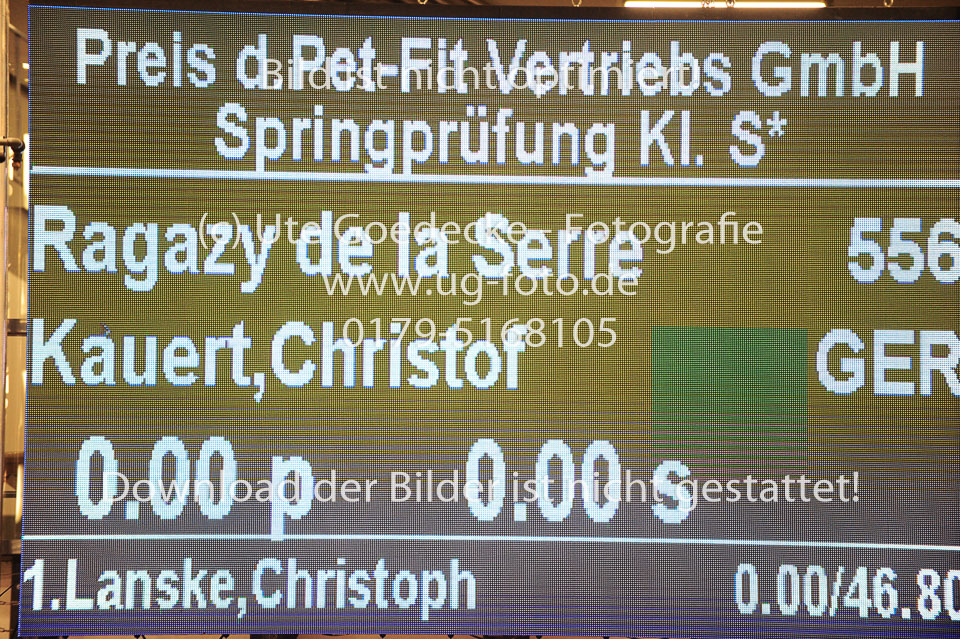 Preis d.Pet-Fit Vertriebs GmbH
Bild ist nicht optimiert
Springprüfung Kl. S*
Ragazy de la Serre 556
(c) Ute Goedecke - Fotografie
www.ug-foto.de
Kauert,Christof GER
0179-5168105
0.00 p 0.00 s
Download der Bilder ist nicht gestattet!
1.Lanske,Christoph 0.00/46.80